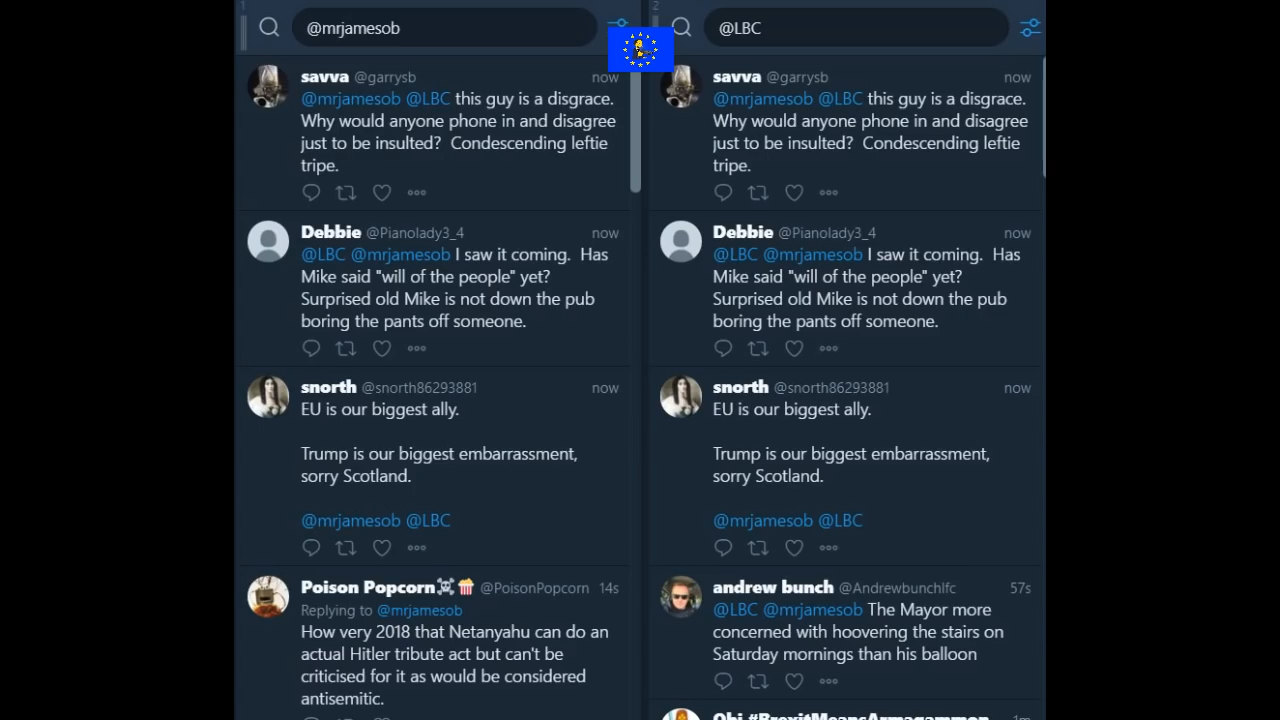 1
@mrjamesob
savva @garrysb now
@mrjamesob @LBC this guy is a disgrace.
Why would anyone phone in and disagree
just to be insulted?  Condescending leftie
tripe.
Debbie @Pianolady3_4 now
@LBC @mrjamesob I saw it coming.  Has
Mike said "will of the people" yet?
Surprised old Mike is not down the pub
boring the pants off someone.
snorth @snorth86293881 now
EU is our biggest ally.
Trump is our biggest embarrassment,
sorry Scotland.
@mrjamesob @LBC
Poison Popcorn☠🍿 @PoisonPopcorn 14s
Replying to @mrjamesob
How very 2018 that Netanyahu can do an
actual Hitler tribute act but can't be
criticised for it as would be considered
antisemitic.
2
@LBC
savva @garrysb now
@mrjamesob @LBC this guy is a disgrace.
Why would anyone phone in and disagree
just to be insulted?  Condescending leftie
tripe.
Debbie @Pianolady3_4 now
@LBC @mrjamesob I saw it coming.  Has
Mike said "will of the people" yet?
Surprised old Mike is not down the pub
boring the pants off someone.
snorth @snorth86293881 now
EU is our biggest ally.
Trump is our biggest embarrassment,
sorry Scotland.
@mrjamesob @LBC
andrew bunch @Andrewbunchlfc 57s
@LBC @mrjamesob The Mayor more
concerned with hoovering the stairs on
Saturday mornings than his balloon
Obi #BrexitMeansArmagammon 1m